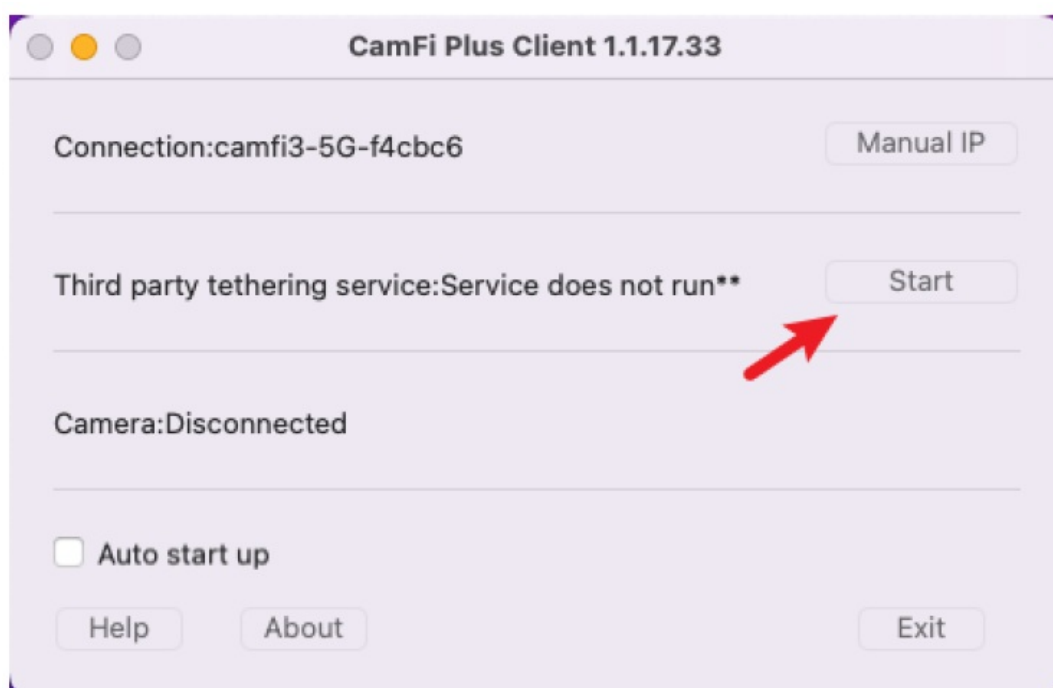 CamFi Plus Client 1.1.17.33
Connection:camfi3-5G-f4cbc6
Manual IP
Third party tethering service:Service does not run**
Start
Camera:Disconnected
Auto start up
Help
About
Exit